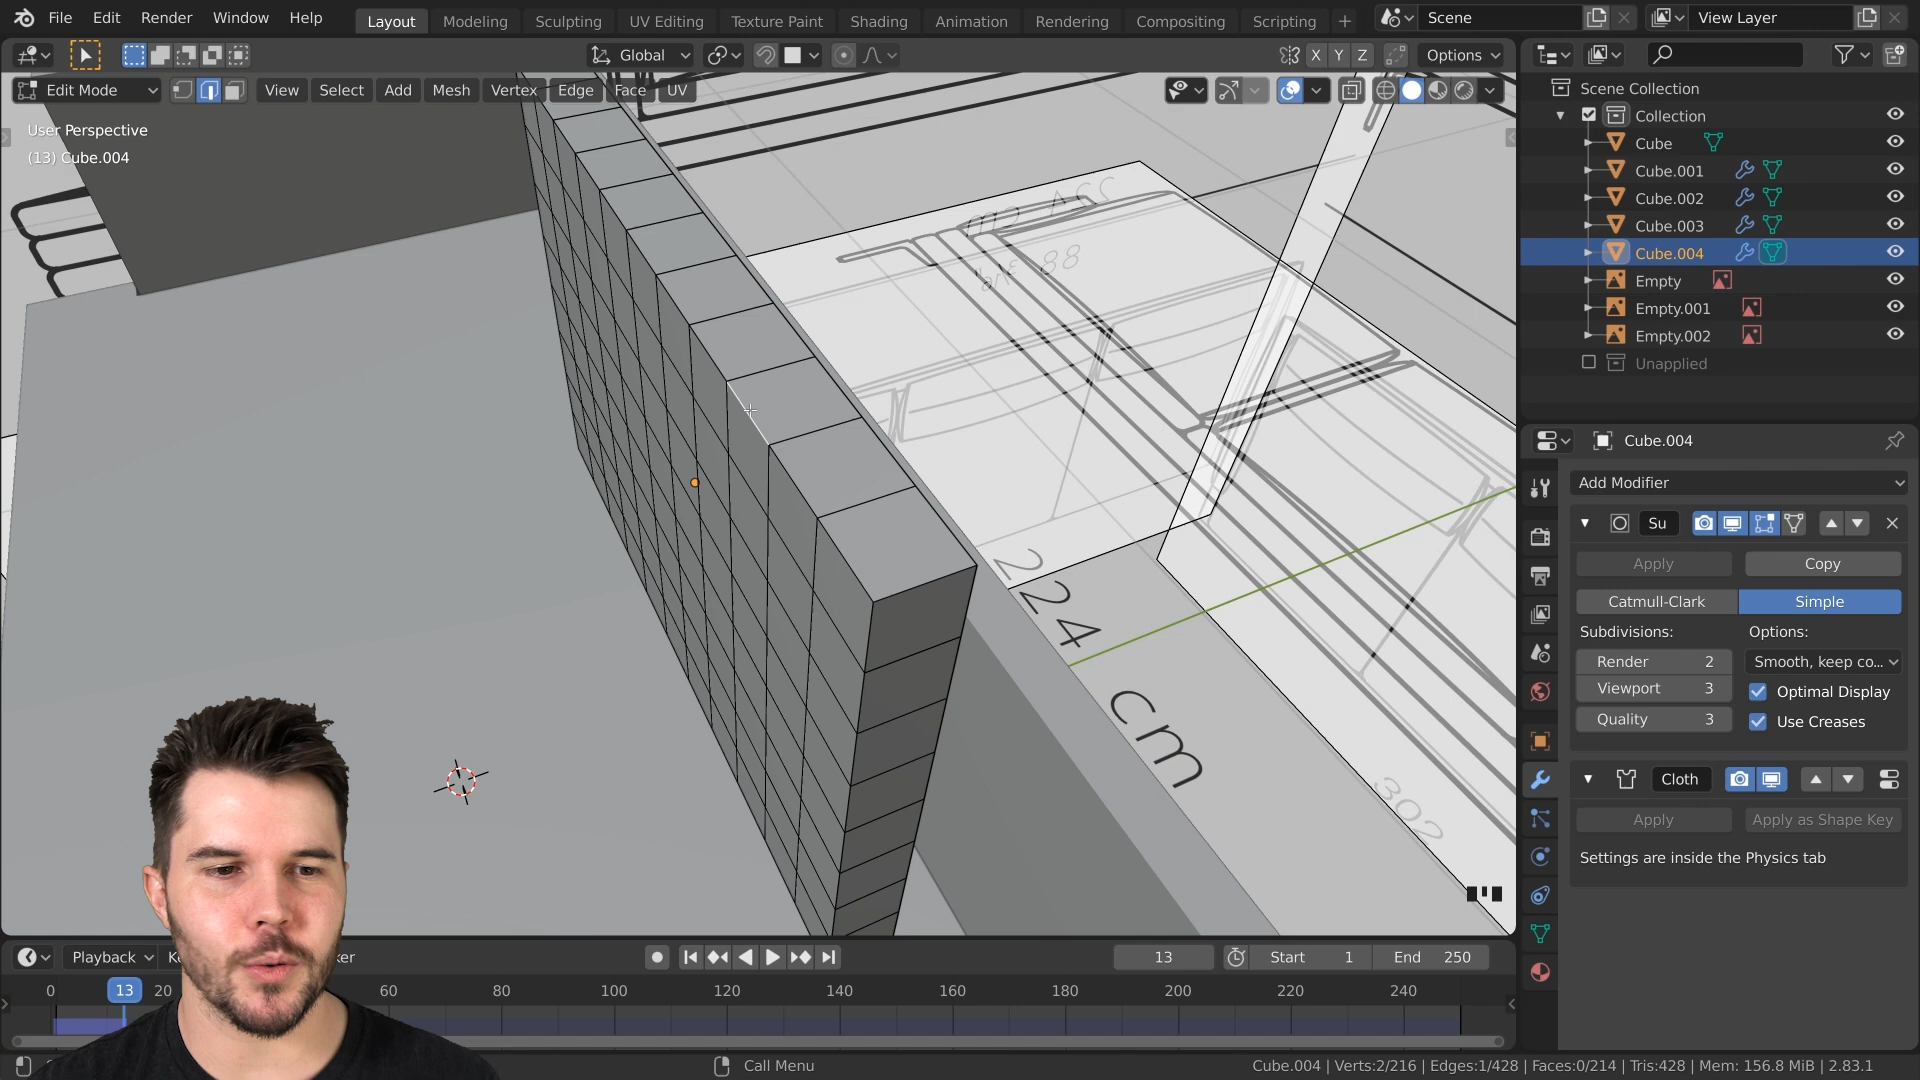 File Edit Render Window Help Layout Modeling Sculpting UV Editing Texture Paint Shading Animation Rendering Compositing Scripting + Scene View Layer
Global X Y Z Options
Edit Mode View Select Add Mesh Vertex Edge Face UV
User Perspective
(13) Cube.004
Scene Collection
Collection
Cube
Cube.001
Cube.002
Cube.003
Cube.004
Empty
Empty.001
Empty.002
Unapplied
88
224 cm
302
Cube.004
Add Modifier
Su
Apply Copy
Catmull-Clark Simple
Subdivisions: Options:
Render 2 Smooth, keep co...
Viewport 3 Optimal Display
Quality 3 Use Creases
Cloth
Apply Apply as Shape Key
Settings are inside the Physics tab
Playback 13 Start 1 End 250
0 13 20 60 80 100 120 140 160 180 200 220 240
Call Menu Cube.004 | Verts:2/216 | Edges:1/428 | Faces:0/214 | Tris:428 | Mem: 156.8 MiB | 2.83.1